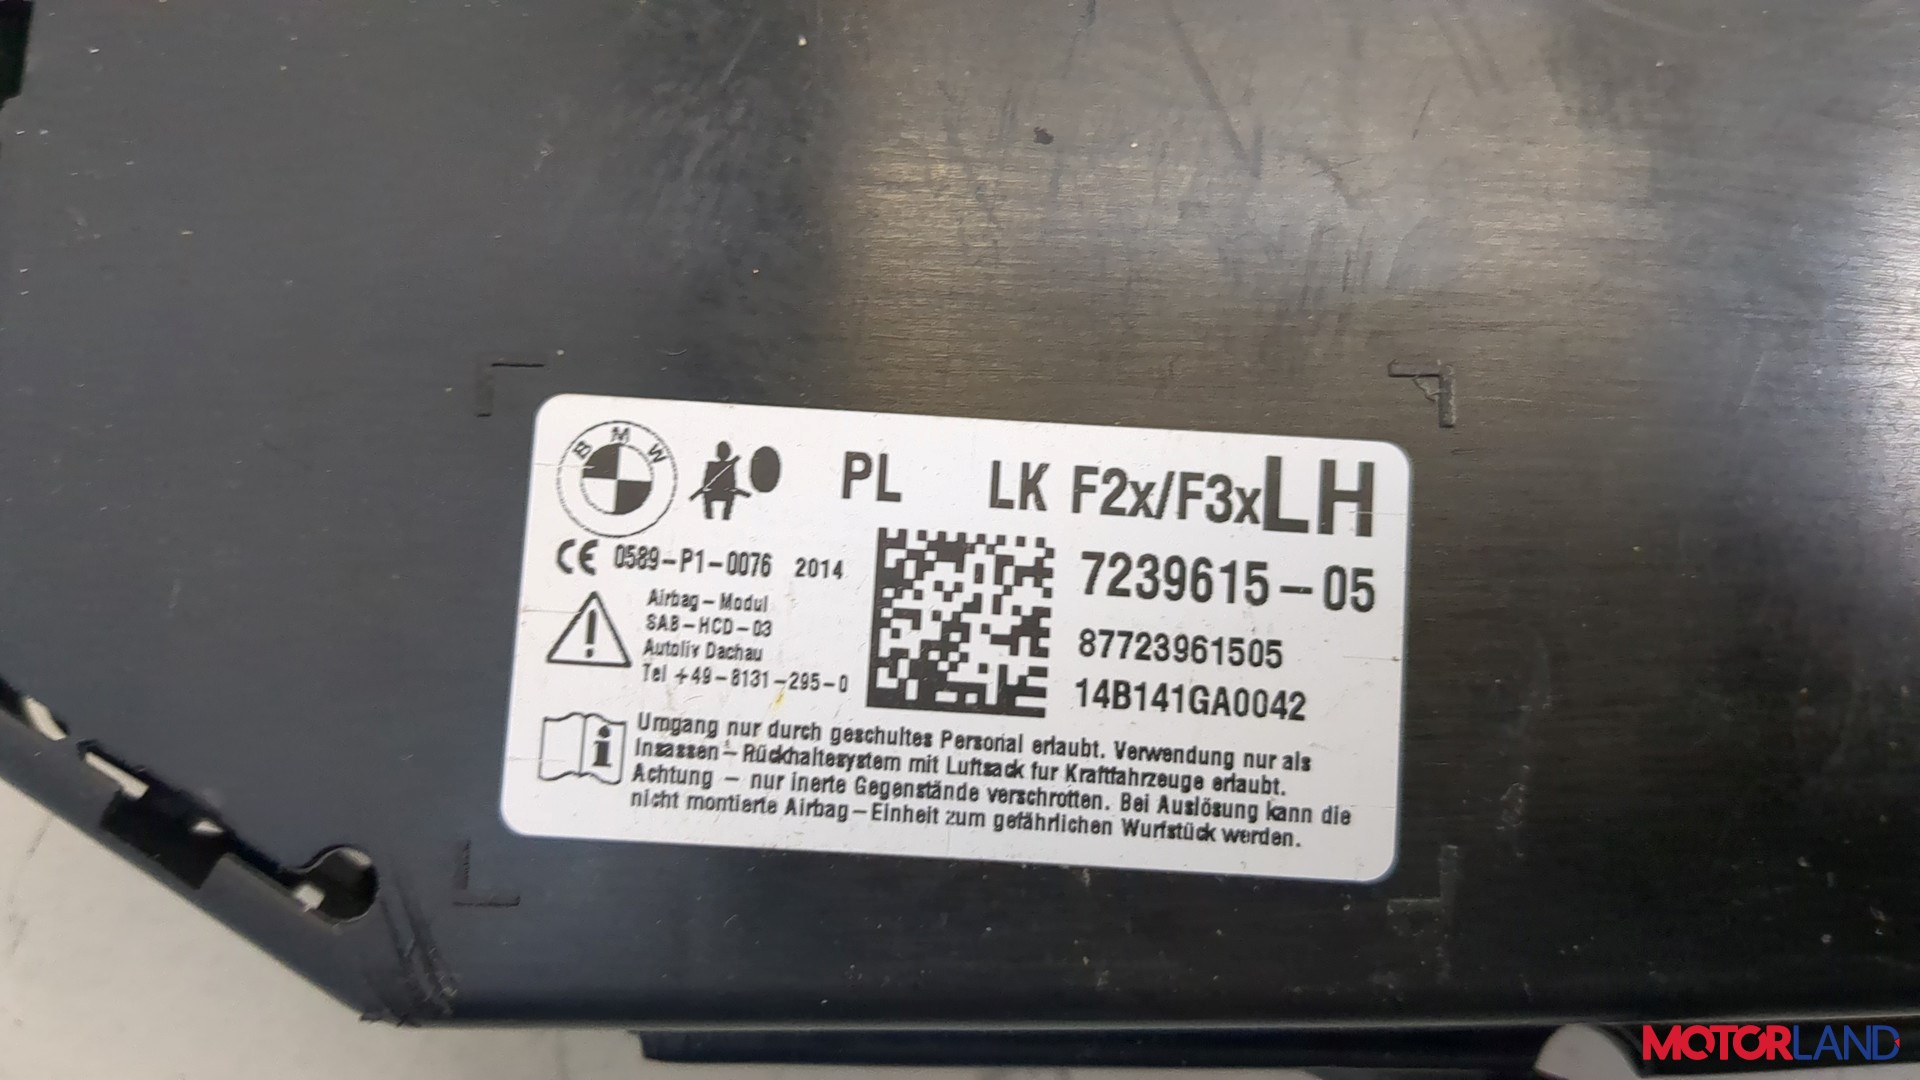 BMW
PL LK F2x/F3xLH
CE 0589-P1-0076 2014
7239615-05
Airbag-Modul
SAB-HCD-03
Autoliv Dachau
Tel +49-8131-295-0
87723961505
14B141GA0042
Umgang nur durch geschultes Personal erlaubt. Verwendung nur als
Insassen-Rückhaltesystem mit Luftsack fur Kraftfahrzeuge erlaubt.
Achtung - nur inerte Gegenstände verschrotten. Bei Auslösung kann die
nicht montierte Airbag-Einheit zum gefährlichen Wurfstück werden.
MOTORLAND